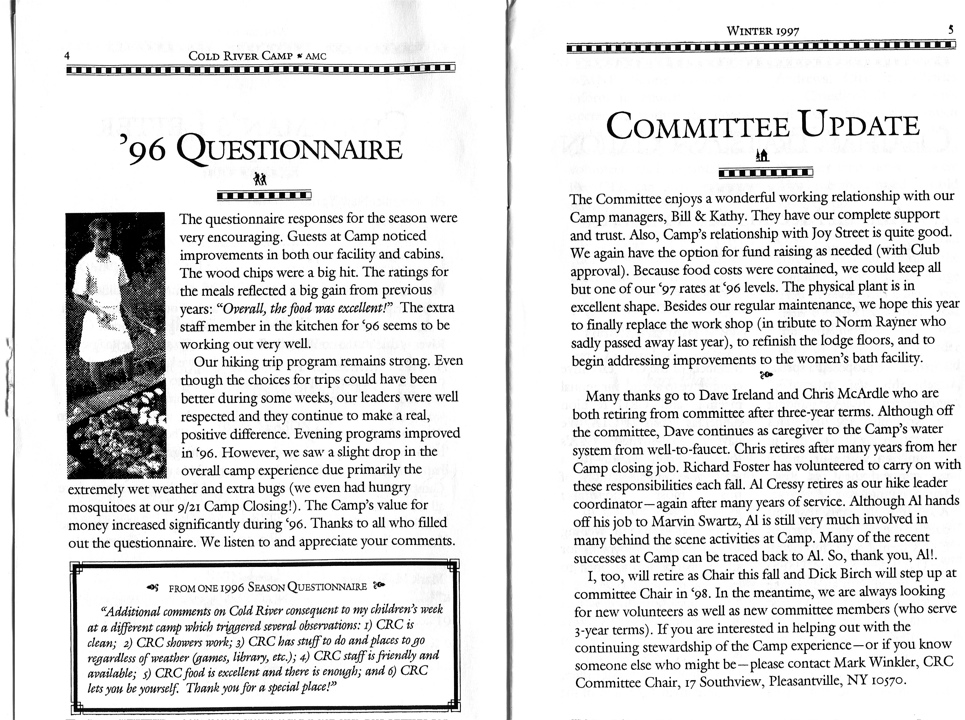 4
COLD RIVER CAMP * AMC
'96 QUESTIONNAIRE
The questionnaire responses for the season were
very encouraging. Guests at Camp noticed
improvements in both our facility and cabins.
The wood chips were a big hit. The ratings for
the meals reflected a big gain from previous
years: "Overall, the food was excellent!" The extra
staff member in the kitchen for '96 seems to be
working out very well.
Our hiking trip program remains strong. Even
though the choices for trips could have been
better during some weeks, our leaders were well
respected and they continue to make a real,
positive difference. Evening programs improved
in '96. However, we saw a slight drop in the
overall camp experience due primarily the
extremely wet weather and extra bugs (we even had hungry
mosquitoes at our 9/21 Camp Closing!). The Camp's value for
money increased significantly during '96. Thanks to all who filled
out the questionnaire. We listen to and appreciate your comments.
FROM ONE 1996 SEASON QUESTIONNAIRE
"Additional comments on Cold River consequent to my children's week
at a different camp which triggered several observations: 1) CRC is
clean; 2) CRC showers work; 3) CRC has stuff to do and places to go
regardless of weather (games, library, etc.); 4) CRC staff is friendly and
available; 5) CRC food is excellent and there is enough; and 6) CRC
lets you be yourself. Thank you for a special place!"
WINTER 1997
5
COMMITTEE UPDATE
The Committee enjoys a wonderful working relationship with our
Camp managers, Bill & Kathy. They have our complete support
and trust. Also, Camp's relationship with Joy Street is quite good.
We again have the option for fund raising as needed (with Club
approval). Because food costs were contained, we could keep all
but one of our '97 rates at '96 levels. The physical plant is in
excellent shape. Besides our regular maintenance, we hope this year
to finally replace the work shop (in tribute to Norm Rayner who
sadly passed away last year), to refinish the lodge floors, and to
begin addressing improvements to the women's bath facility.
Many thanks go to Dave Ireland and Chris McArdle who are
both retiring from committee after three-year terms. Although off
the committee, Dave continues as caregiver to the Camp's water
system from well-to-faucet. Chris retires after many years from her
Camp closing job. Richard Foster has volunteered to carry on with
these responsibilities each fall. Al Cressy retires as our hike leader
coordinator—again after many years of service. Although Al hands
off his job to Marvin Swartz, Al is still very much involved in
many behind the scene activities at Camp. Many of the recent
successes at Camp can be traced back to Al. So, thank you, Al!.
I, too, will retire as Chair this fall and Dick Birch will step up at
committee Chair in '98. In the meantime, we are always looking
for new volunteers as well as new committee members (who serve
3-year terms). If you are interested in helping out with the
continuing stewardship of the Camp experience—or if you know
someone else who might be—please contact Mark Winkler, CRC
Committee Chair, 17 Southview, Pleasantville, NY 10570.